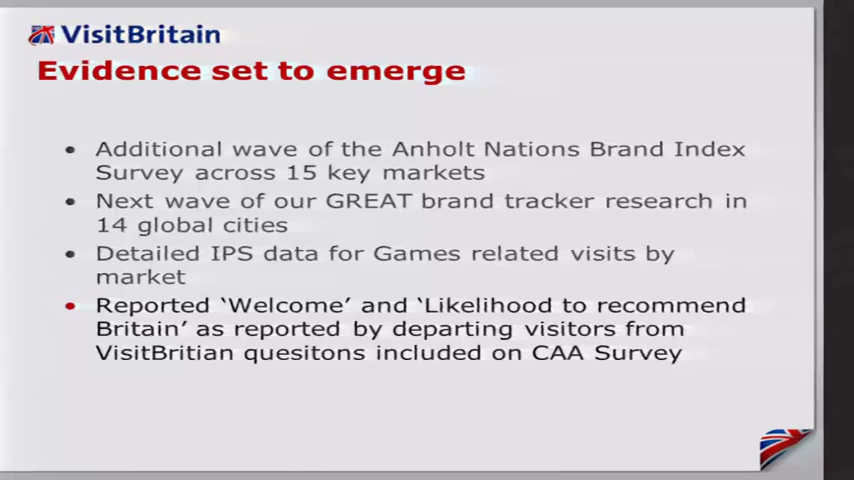 VisitBritain
Evidence set to emerge
• Additional wave of the Anholt Nations Brand Index
Survey across 15 key markets
• Next wave of our GREAT brand tracker research in
14 global cities
• Detailed IPS data for Games related visits by
market
• Reported ‘Welcome’ and ‘Likelihood to recommend
Britain’ as reported by departing visitors from
VisitBritian quesitons included on CAA Survey